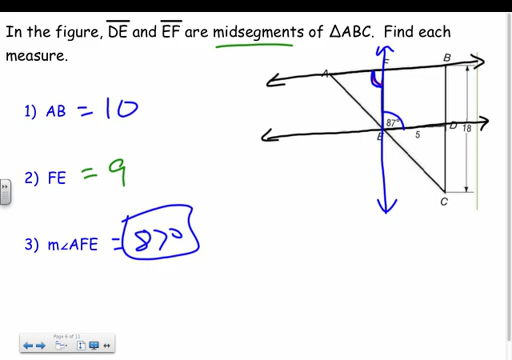 In the figure, DE and EF are midsegments of ΔABC. Find each
measure.
1) AB = 10
2) FE = 9
3) m∠AFE = 87°
A
F
B
87°
E
5
D
18
C
Page 6 of 11